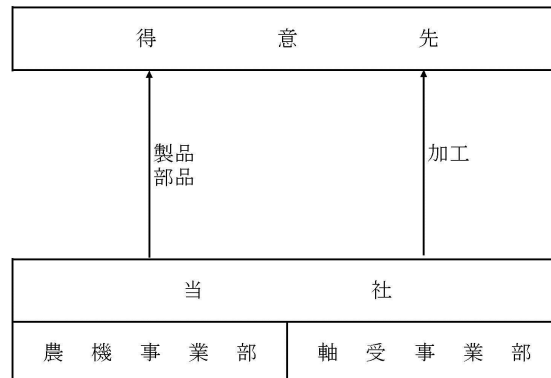 得意先
製品
部品
加工
当社
農機事業部
軸受事業部